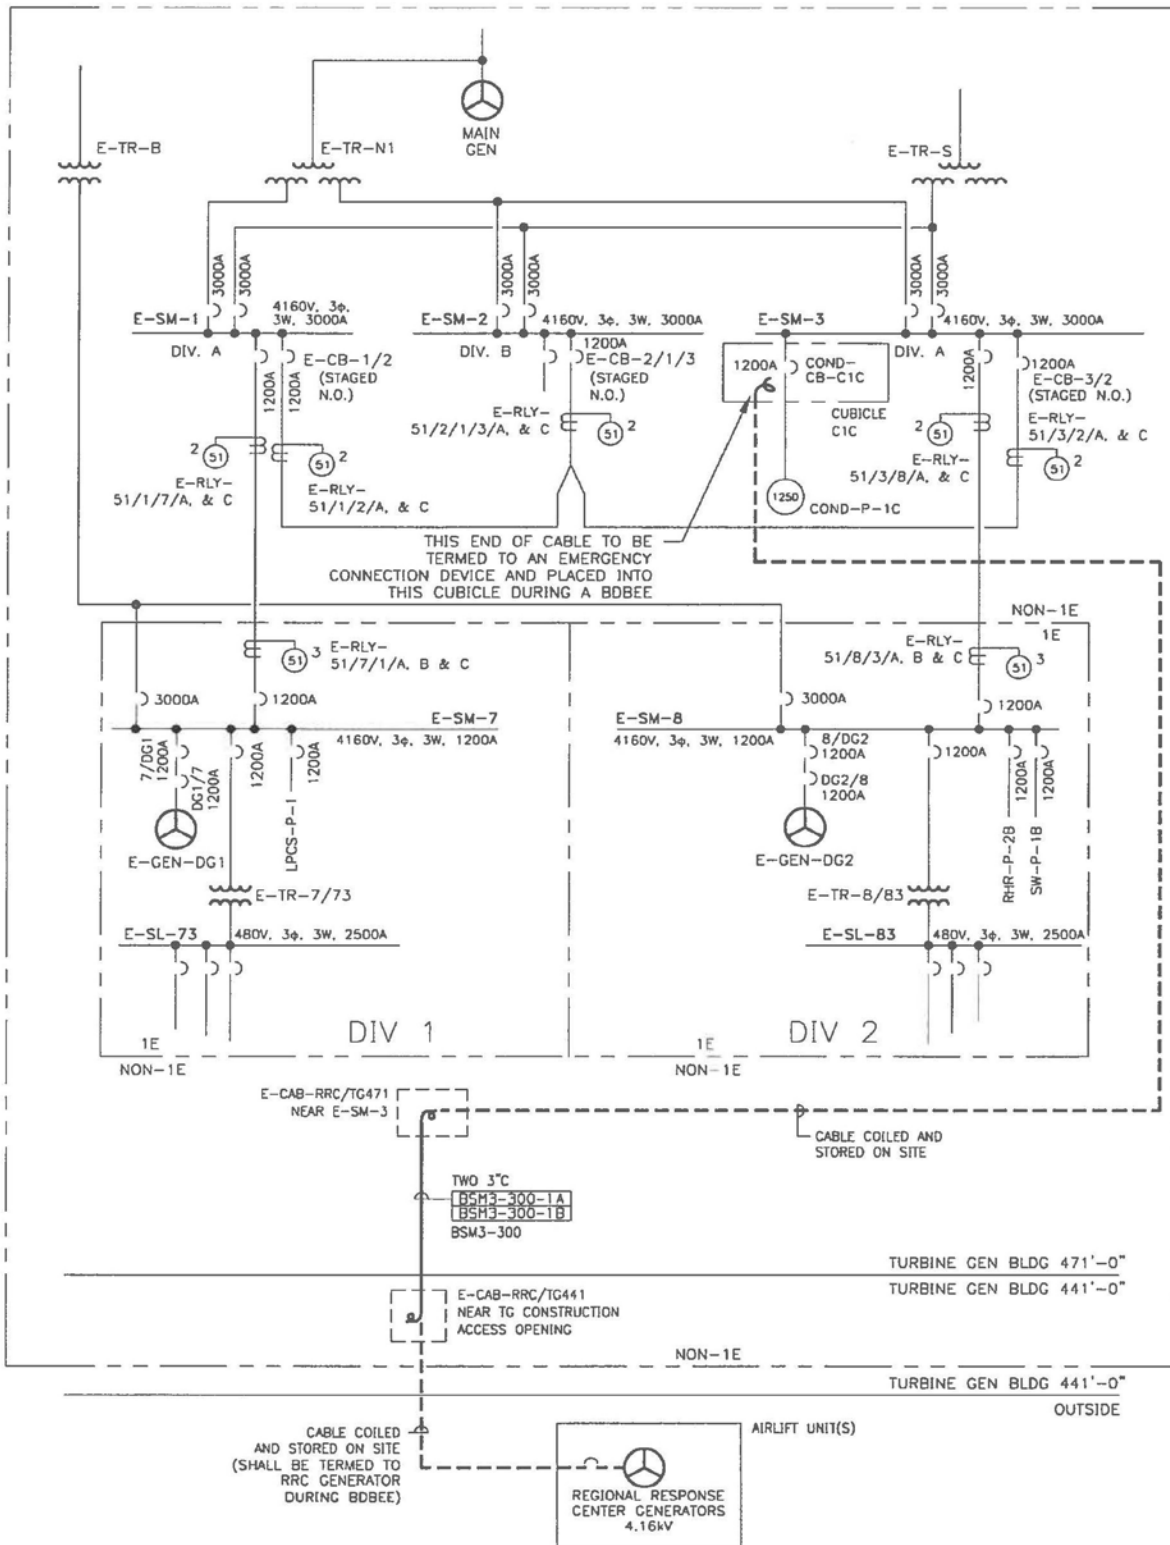 MAIN
GEN
E-TR-B
E-TR-N1
E-TR-S
3000A
3000A
3000A
3000A
3000A
3000A
E-SM-1
4160V, 3ɸ,
3W, 3000A
DIV. A
E-SM-2
4160V, 3ɸ, 3W, 3000A
DIV. B
E-SM-3
4160V, 3ɸ, 3W, 3000A
DIV. A
1200A
1200A
E-CB-1/2
(STAGED
N.O.)
1200A
E-CB-2/1/3
(STAGED
N.O.)
1200A
COND-
CB-C1C
CUBICLE
C1C
1200A
1200A
E-CB-3/2
(STAGED N.O.)
2
51
E-RLY-
51/1/7/A, & C
51
2
E-RLY-
51/1/2/A, & C
E-RLY-
51/2/1/3/A, & C
51
2
1250
COND-P-1C
2
51
E-RLY-
51/3/8/A, & C
E-RLY-
51/3/2/A, & C
51
2
THIS END OF CABLE TO BE
TERMED TO AN EMERGENCY
CONNECTION DEVICE AND PLACED INTO
THIS CUBICLE DURING A BDBEE
NON-1E
1E
51
3
E-RLY-
51/7/1/A, B & C
E-RLY-
51/8/3/A, B & C
51
3
3000A
1200A
E-SM-7
4160V, 3ɸ, 3W, 1200A
3000A
1200A
E-SM-8
4160V, 3ɸ, 3W, 1200A
7/DG1
1200A
DG1/7
1200A
1200A
1200A
LPCS-P-1
E-GEN-DG1
8/DG2
1200A
DG2/8
1200A
E-GEN-DG2
1200A
1200A
1200A
RHR-P-2B
SW-P-1B
E-TR-7/73
E-TR-8/83
E-SL-73
480V, 3ɸ, 3W, 2500A
E-SL-83
480V, 3ɸ, 3W, 2500A
DIV 1
DIV 2
1E
NON-1E
1E
NON-1E
E-CAB-RRC/TG471
NEAR E-SM-3
CABLE COILED AND
STORED ON SITE
TWO 3"C
BSM3-300-1A
BSM3-300-1B
BSM3-300
TURBINE GEN BLDG 471'-0"
TURBINE GEN BLDG 441'-0"
E-CAB-RRC/TG441
NEAR TG CONSTRUCTION
ACCESS OPENING
NON-1E
TURBINE GEN BLDG 441'-0"
OUTSIDE
CABLE COILED
AND STORED ON SITE
(SHALL BE TERMED TO
RRC GENERATOR
DURING BDBEE)
AIRLIFT UNIT(S)
REGIONAL RESPONSE
CENTER GENERATORS
4.16kV